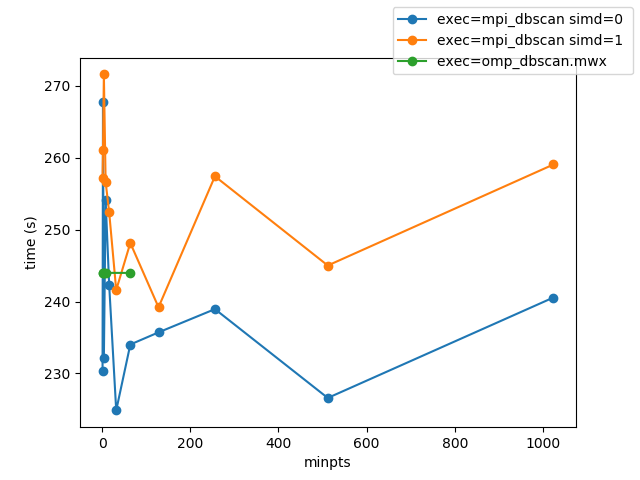 exec=mpi_dbscan simd=0
exec=mpi_dbscan simd=1
exec=omp_dbscan.mwx
270
260
250
240
230
time (s)
0 200 400 600 800 1000
minpts